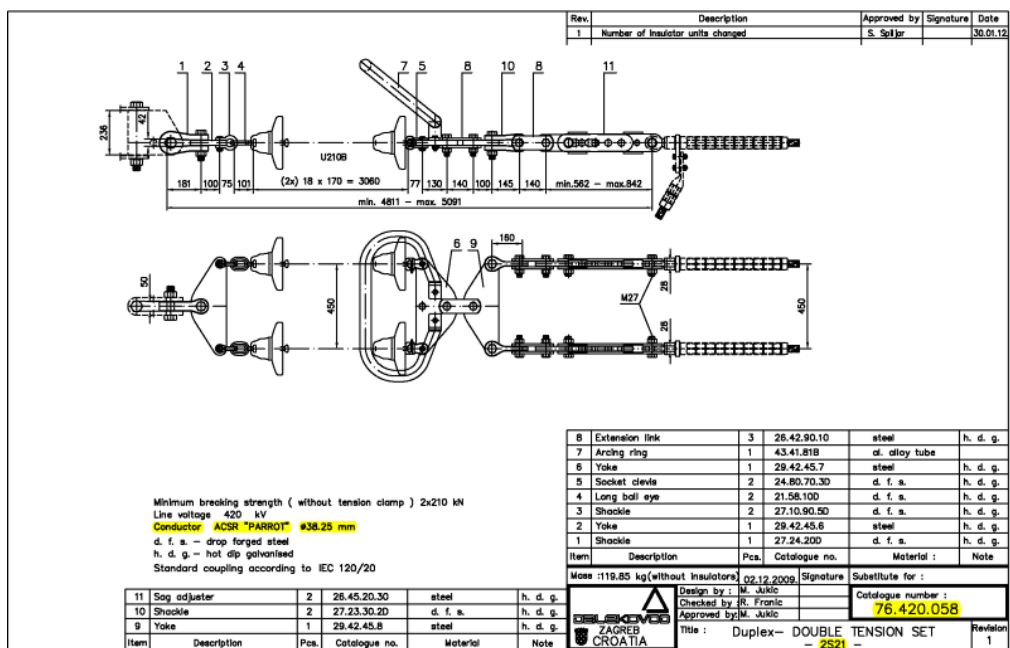 Rev. Description Approved by Signature Date
1 Number of insulator units changed S. Spiljar 30.01.12
1 2 3 4 7 5 8 10 8 11
236
42
U210B
181 100 75 101 (2x) 18 x 170 = 3060 77 130 140 100 145 140 min.562 – max.842
min. 4811 – max. 5091
6 9 160
50
450
M27
28
28
450
8 Extension link 3 26.42.90.10 steel h. d. g.
7 Arcing ring 1 43.41.81B al. alloy tube
6 Yoke 1 29.42.45.7 steel h. d. g.
5 Socket clevis 2 24.80.70.3D d. f. s. h. d. g.
4 Long ball eye 2 21.58.10D d. f. s. h. d. g.
3 Shackle 2 27.10.90.5D d. f. s. h. d. g.
2 Yoke 1 29.42.45.6 steel h. d. g.
1 Shackle 1 27.24.20D d. f. s. h. d. g.
Item Description Pcs. Catalogue no. Material : Note
Minimum breaking strength ( without tension clamp ) 2x210 kN
Line voltage 420 kV
Conductor ACSR "PARROT" ø38.25 mm
d. f. s. – drop forged steel
h. d. g. – hot dip galvanised
Standard coupling according to IEC 120/20
11 Sag adjuster 2 26.45.20.30 steel h. d. g.
10 Shackle 2 27.23.30.2D d. f. s. h. d. g.
9 Yoke 1 29.42.45.8 steel h. d. g.
Item Description Pcs. Catalogue no. Material Note
Mass :119.85 kg(without insulators) 02.12.2009. Signature Substitute for :
Design by : M. Jukic
Checked by : R. Franic
Approved by: M. Jukic
Catalogue number :
76.420.058
DALEKOVOD
ZAGREB
CROATIA
Title : Duplex– DOUBLE TENSION SET
– 2S21 –
Revision
1